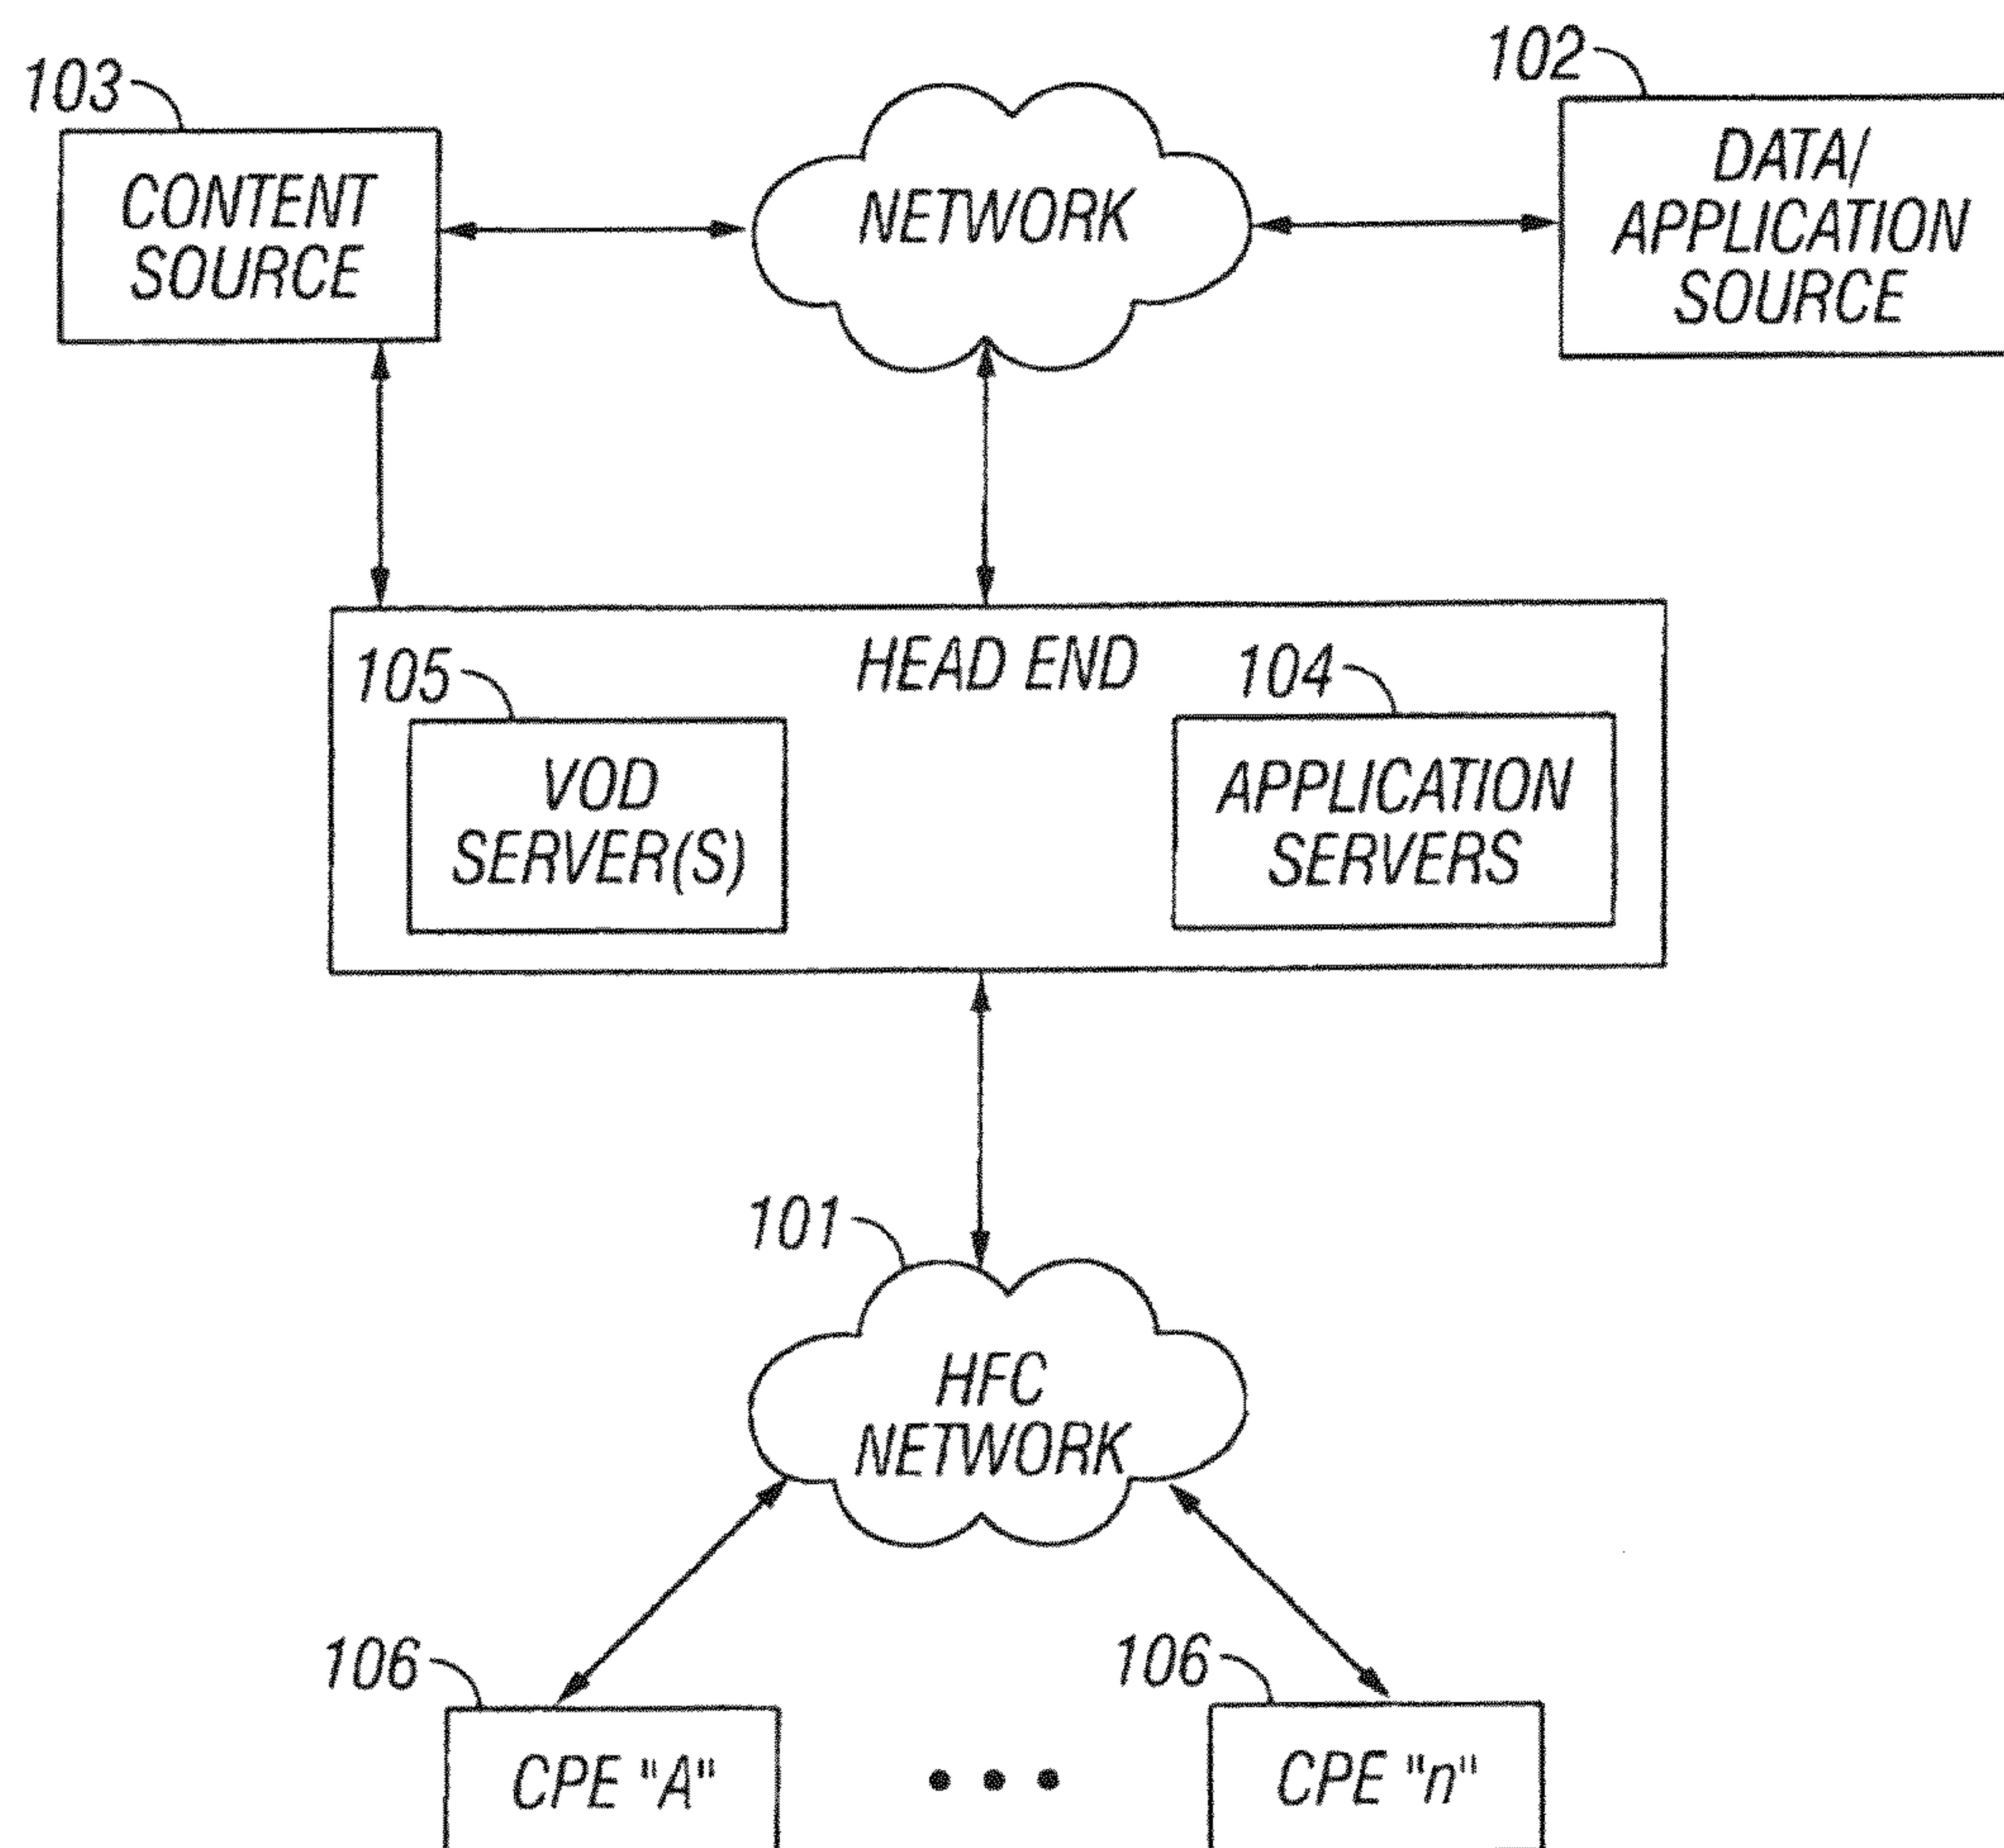 103
102
CONTENT
SOURCE
NETWORK
DATA/
APPLICATION
SOURCE
HEAD END
105
104
VOD
SERVER(S)
APPLICATION
SERVERS
101
HFC
NETWORK
106
106
CPE "A"
• • •
CPE "n"